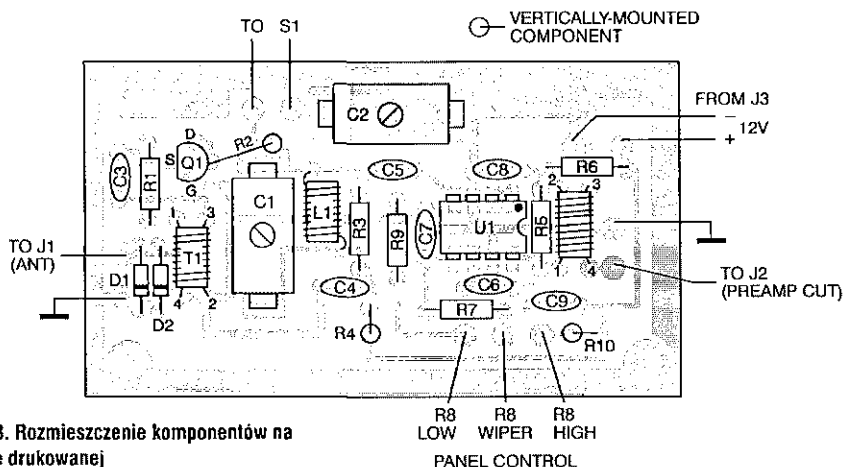 TO S1
VERTICALLY-MOUNTED
COMPONENT
FROM J3
−
12V
+
C2
D
R2
S
Q1
G
C3
R1
C5
C8
R6
2
3
C1
L1
R3
R9
C7
U1
R5
1
3
T1
4
2
TO J1
(ANT)
D1
D2
1
4
TO J2
(PREAMP CUT)
C4
C6
C9
R7
R4
R10
R8
LOW
R8
WIPER
R8
HIGH
PANEL CONTROL
3. Rozmieszczenie komponentów na
e drukowanej